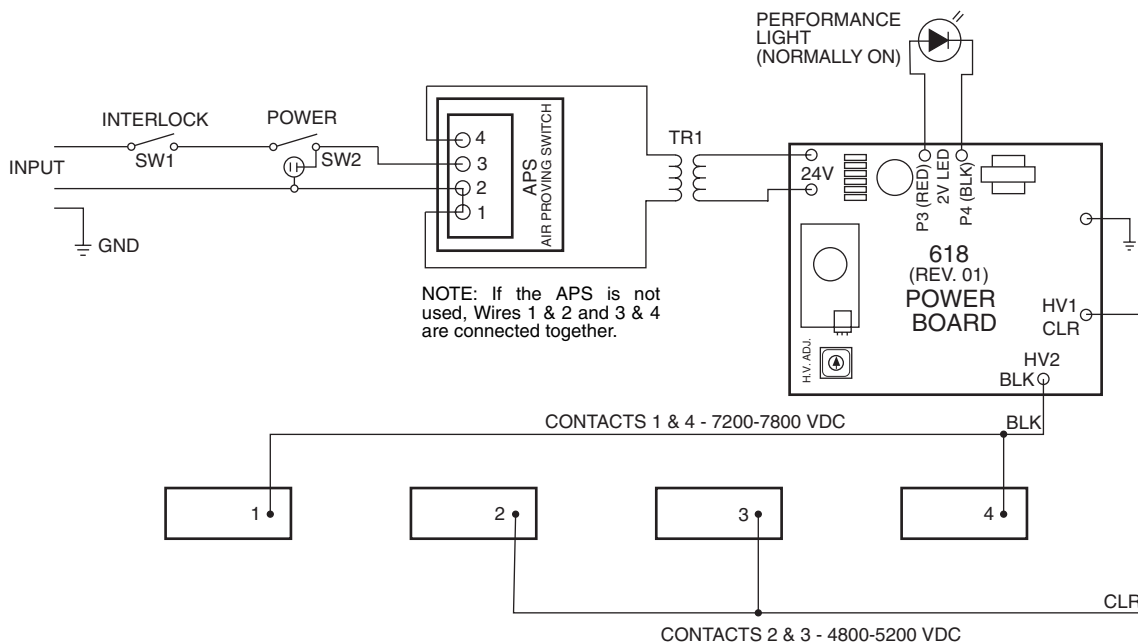 PERFORMANCE
LIGHT
(NORMALLY ON)
INTERLOCK
POWER
INPUT
SW1
SW2
GND
4
3
2
1
APS
AIR PROVING SWITCH
NOTE: If the APS is not
used, Wires 1 & 2 and 3 & 4
are connected together.
TR1
24V
P3 (RED)
2V LED
P4 (BLK)
618
(REV. 01)
POWER
BOARD
HV1
CLR
H.V. ADJ.
HV2
BLK
CONTACTS 1 & 4 - 7200-7800 VDC
BLK
1
2
3
4
CLR
CONTACTS 2 & 3 - 4800-5200 VDC